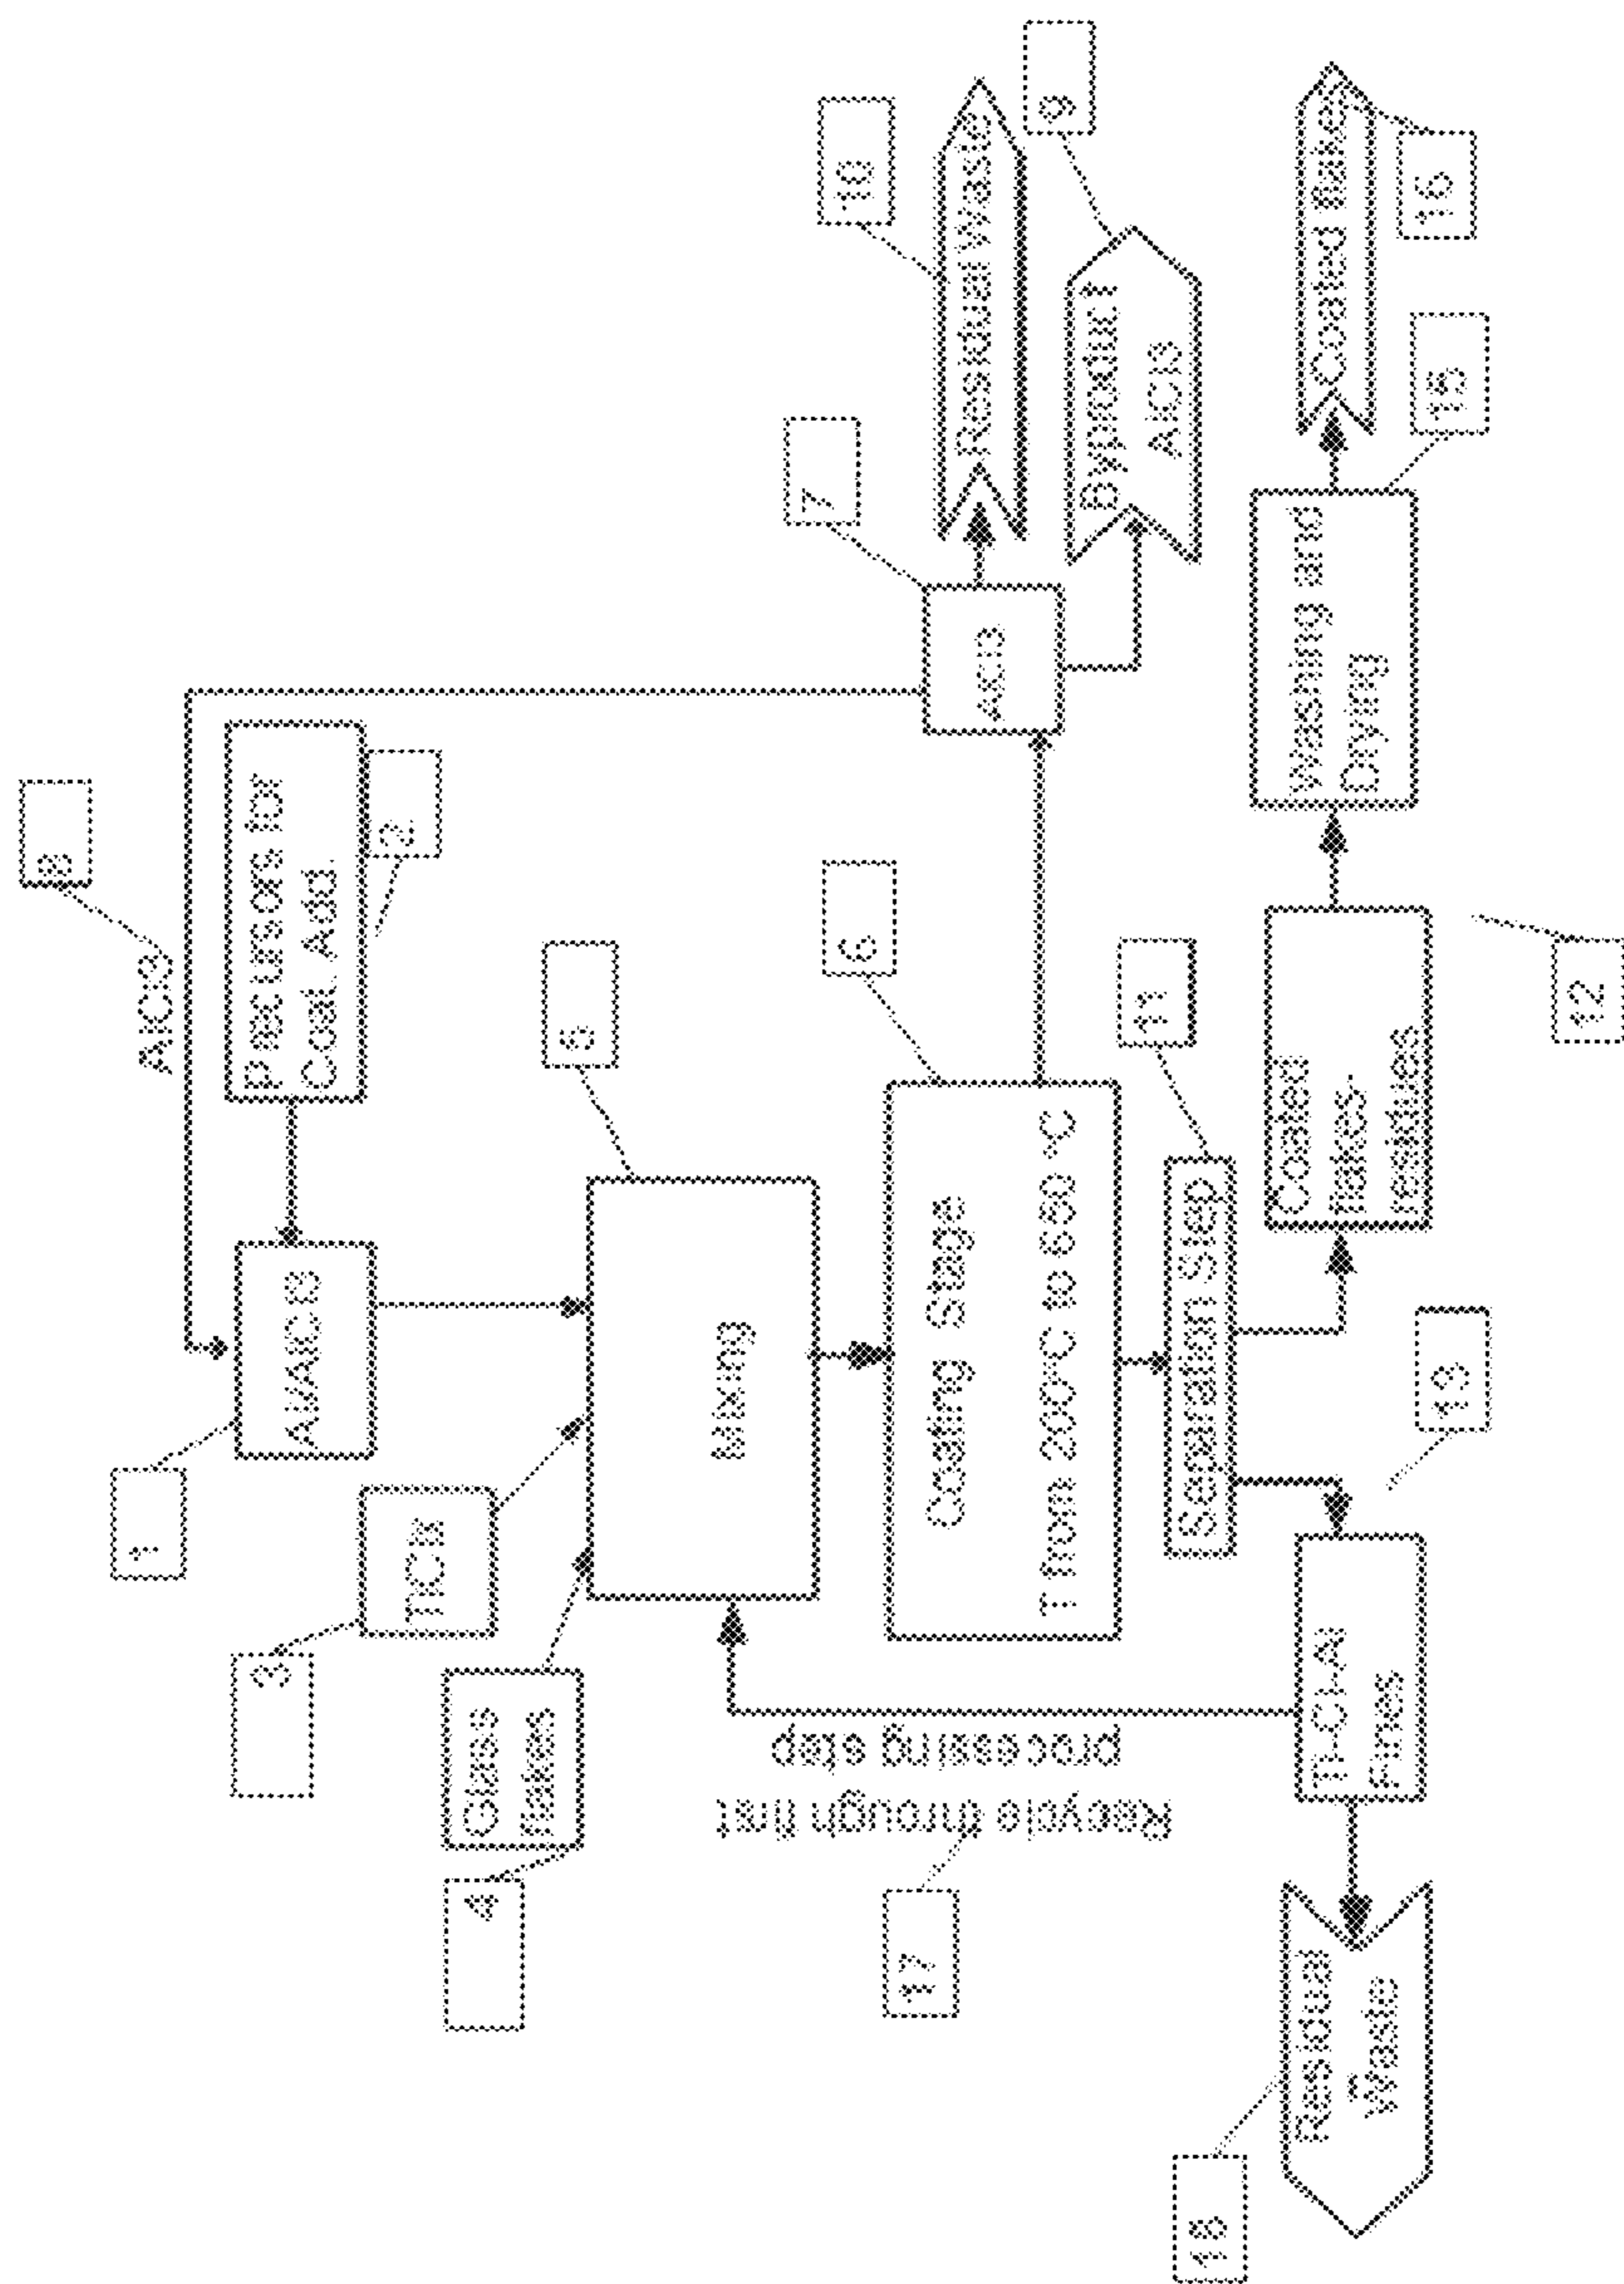 8
AlCl3
1
Al/AlCl3
Precursors for
Coat. Add.
2
3
TiClx
4
Glass
flakes
5
Mixing
6
Coating Stage
T from 200°C to 650 °C
7
AlCl3
10
Residual Waste
9
Byproduct
AlCl3
17
Recycle through first
processing step
11
Separation Step
Coated
flakes-
residues
12
Washing and
Drying
15
Coated flakes
16
13
Ti-Cl-Al
Fines
Residual
Waste
18